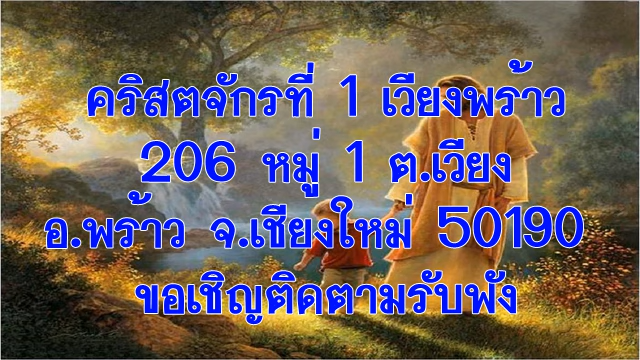 คริสตจักรที่ 1 เวียงพร้าว
206 หมู่ 1 ต.เวียง
อ.พร้าว จ.เชียงใหม่ 50190
ขอเชิญติดตามรับฟัง